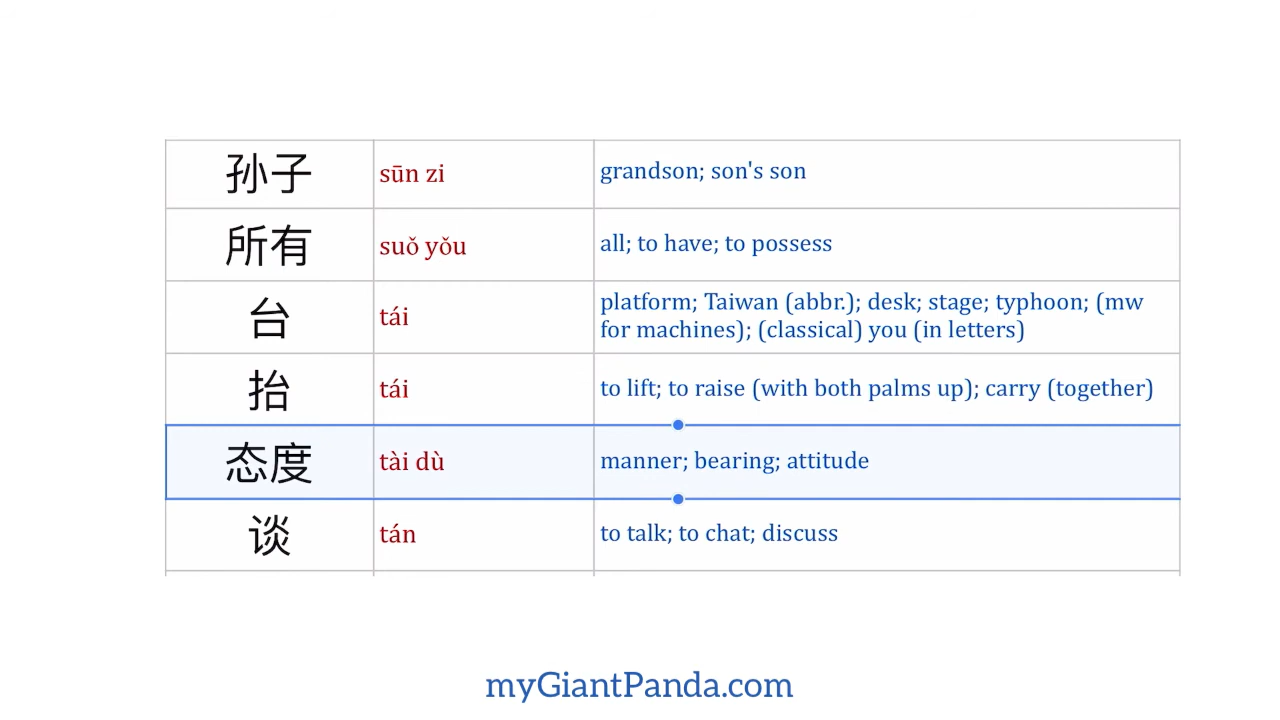 孙子 sūn zi grandson; son's son
所有 suǒ yǒu all; to have; to possess
台 tái platform; Taiwan (abbr.); desk; stage; typhoon; (mw
for machines); (classical) you (in letters)
抬 tái to lift; to raise (with both palms up); carry (together)
态度 tài dù manner; bearing; attitude
谈 tán to talk; to chat; discuss
myGiantPanda.com